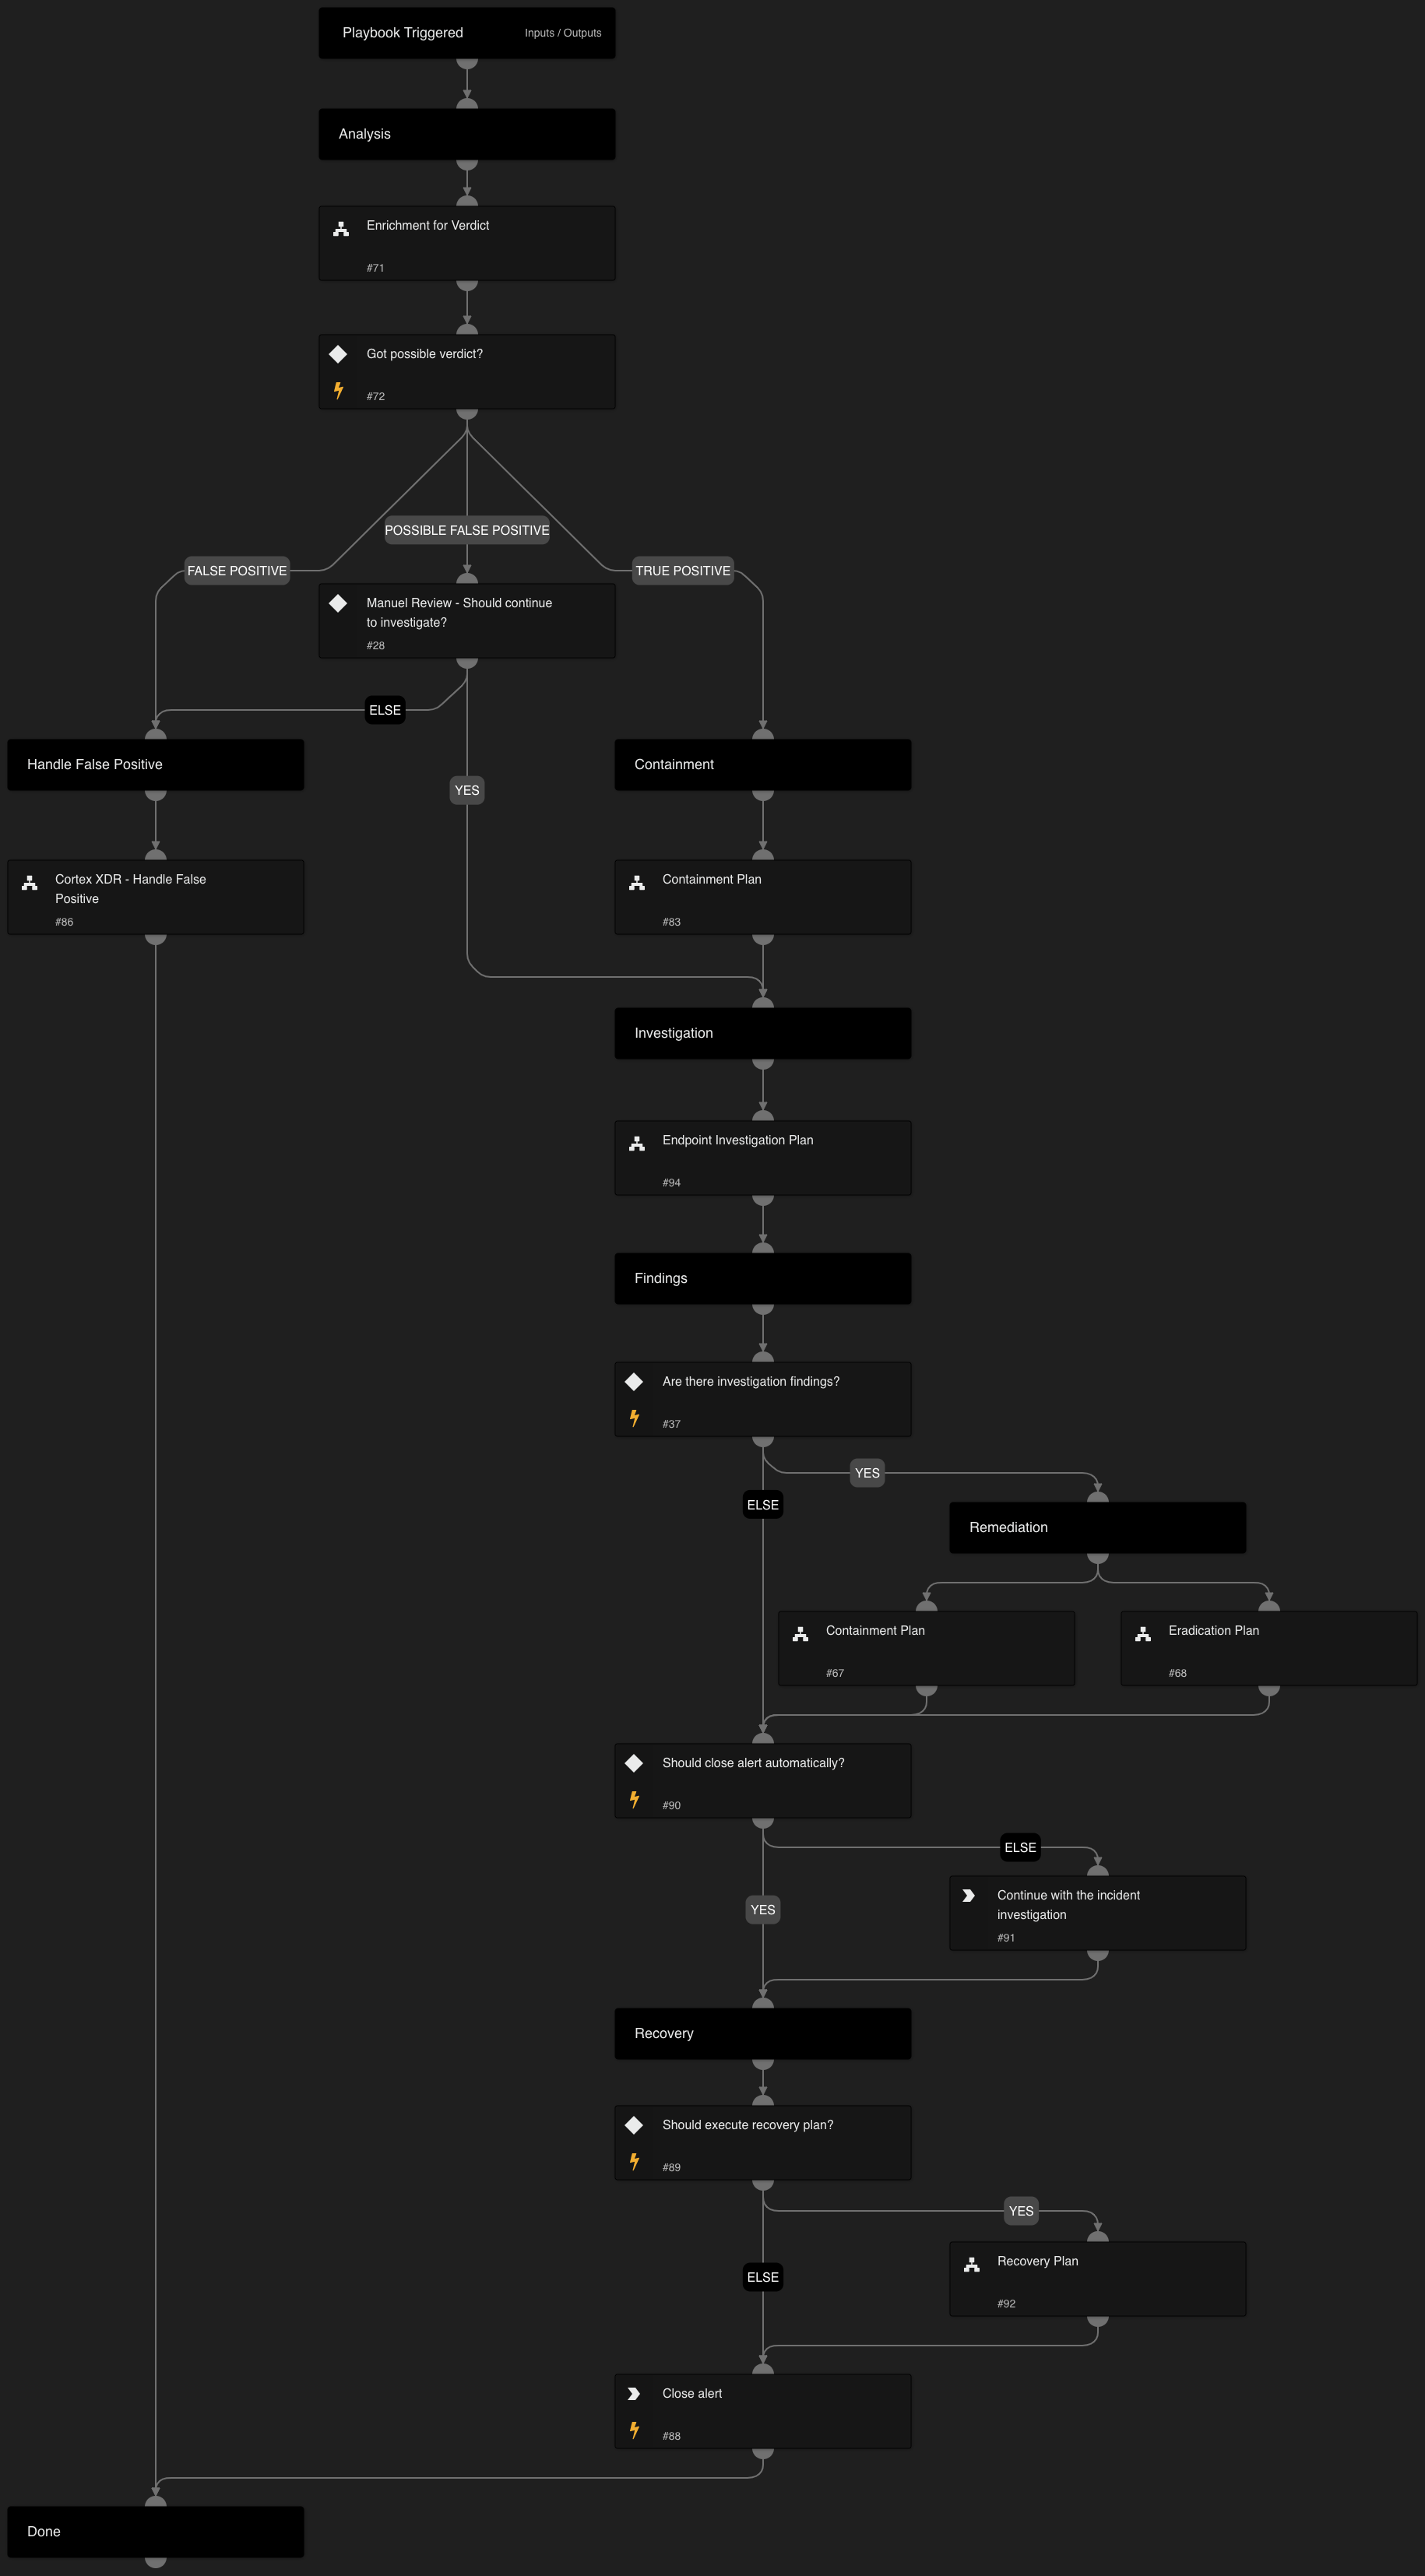 Playbook Triggered
Inputs / Outputs
Analysis
Enrichment for Verdict
#71
Got possible verdict?
#72
POSSIBLE FALSE POSITIVE
FALSE POSITIVE
TRUE POSITIVE
Manuel Review - Should continue
to investigate?
#28
ELSE
Handle False Positive
Containment
YES
Cortex XDR - Handle False
Positive
#86
Containment Plan
#83
Investigation
Endpoint Investigation Plan
#94
Findings
Are there investigation findings?
#37
YES
ELSE
Remediation
Containment Plan
#67
Eradication Plan
#68
Should close alert automatically?
#90
ELSE
Continue with the incident
investigation
#91
YES
Recovery
Should execute recovery plan?
#89
YES
Recovery Plan
#92
ELSE
Close alert
#88
Done